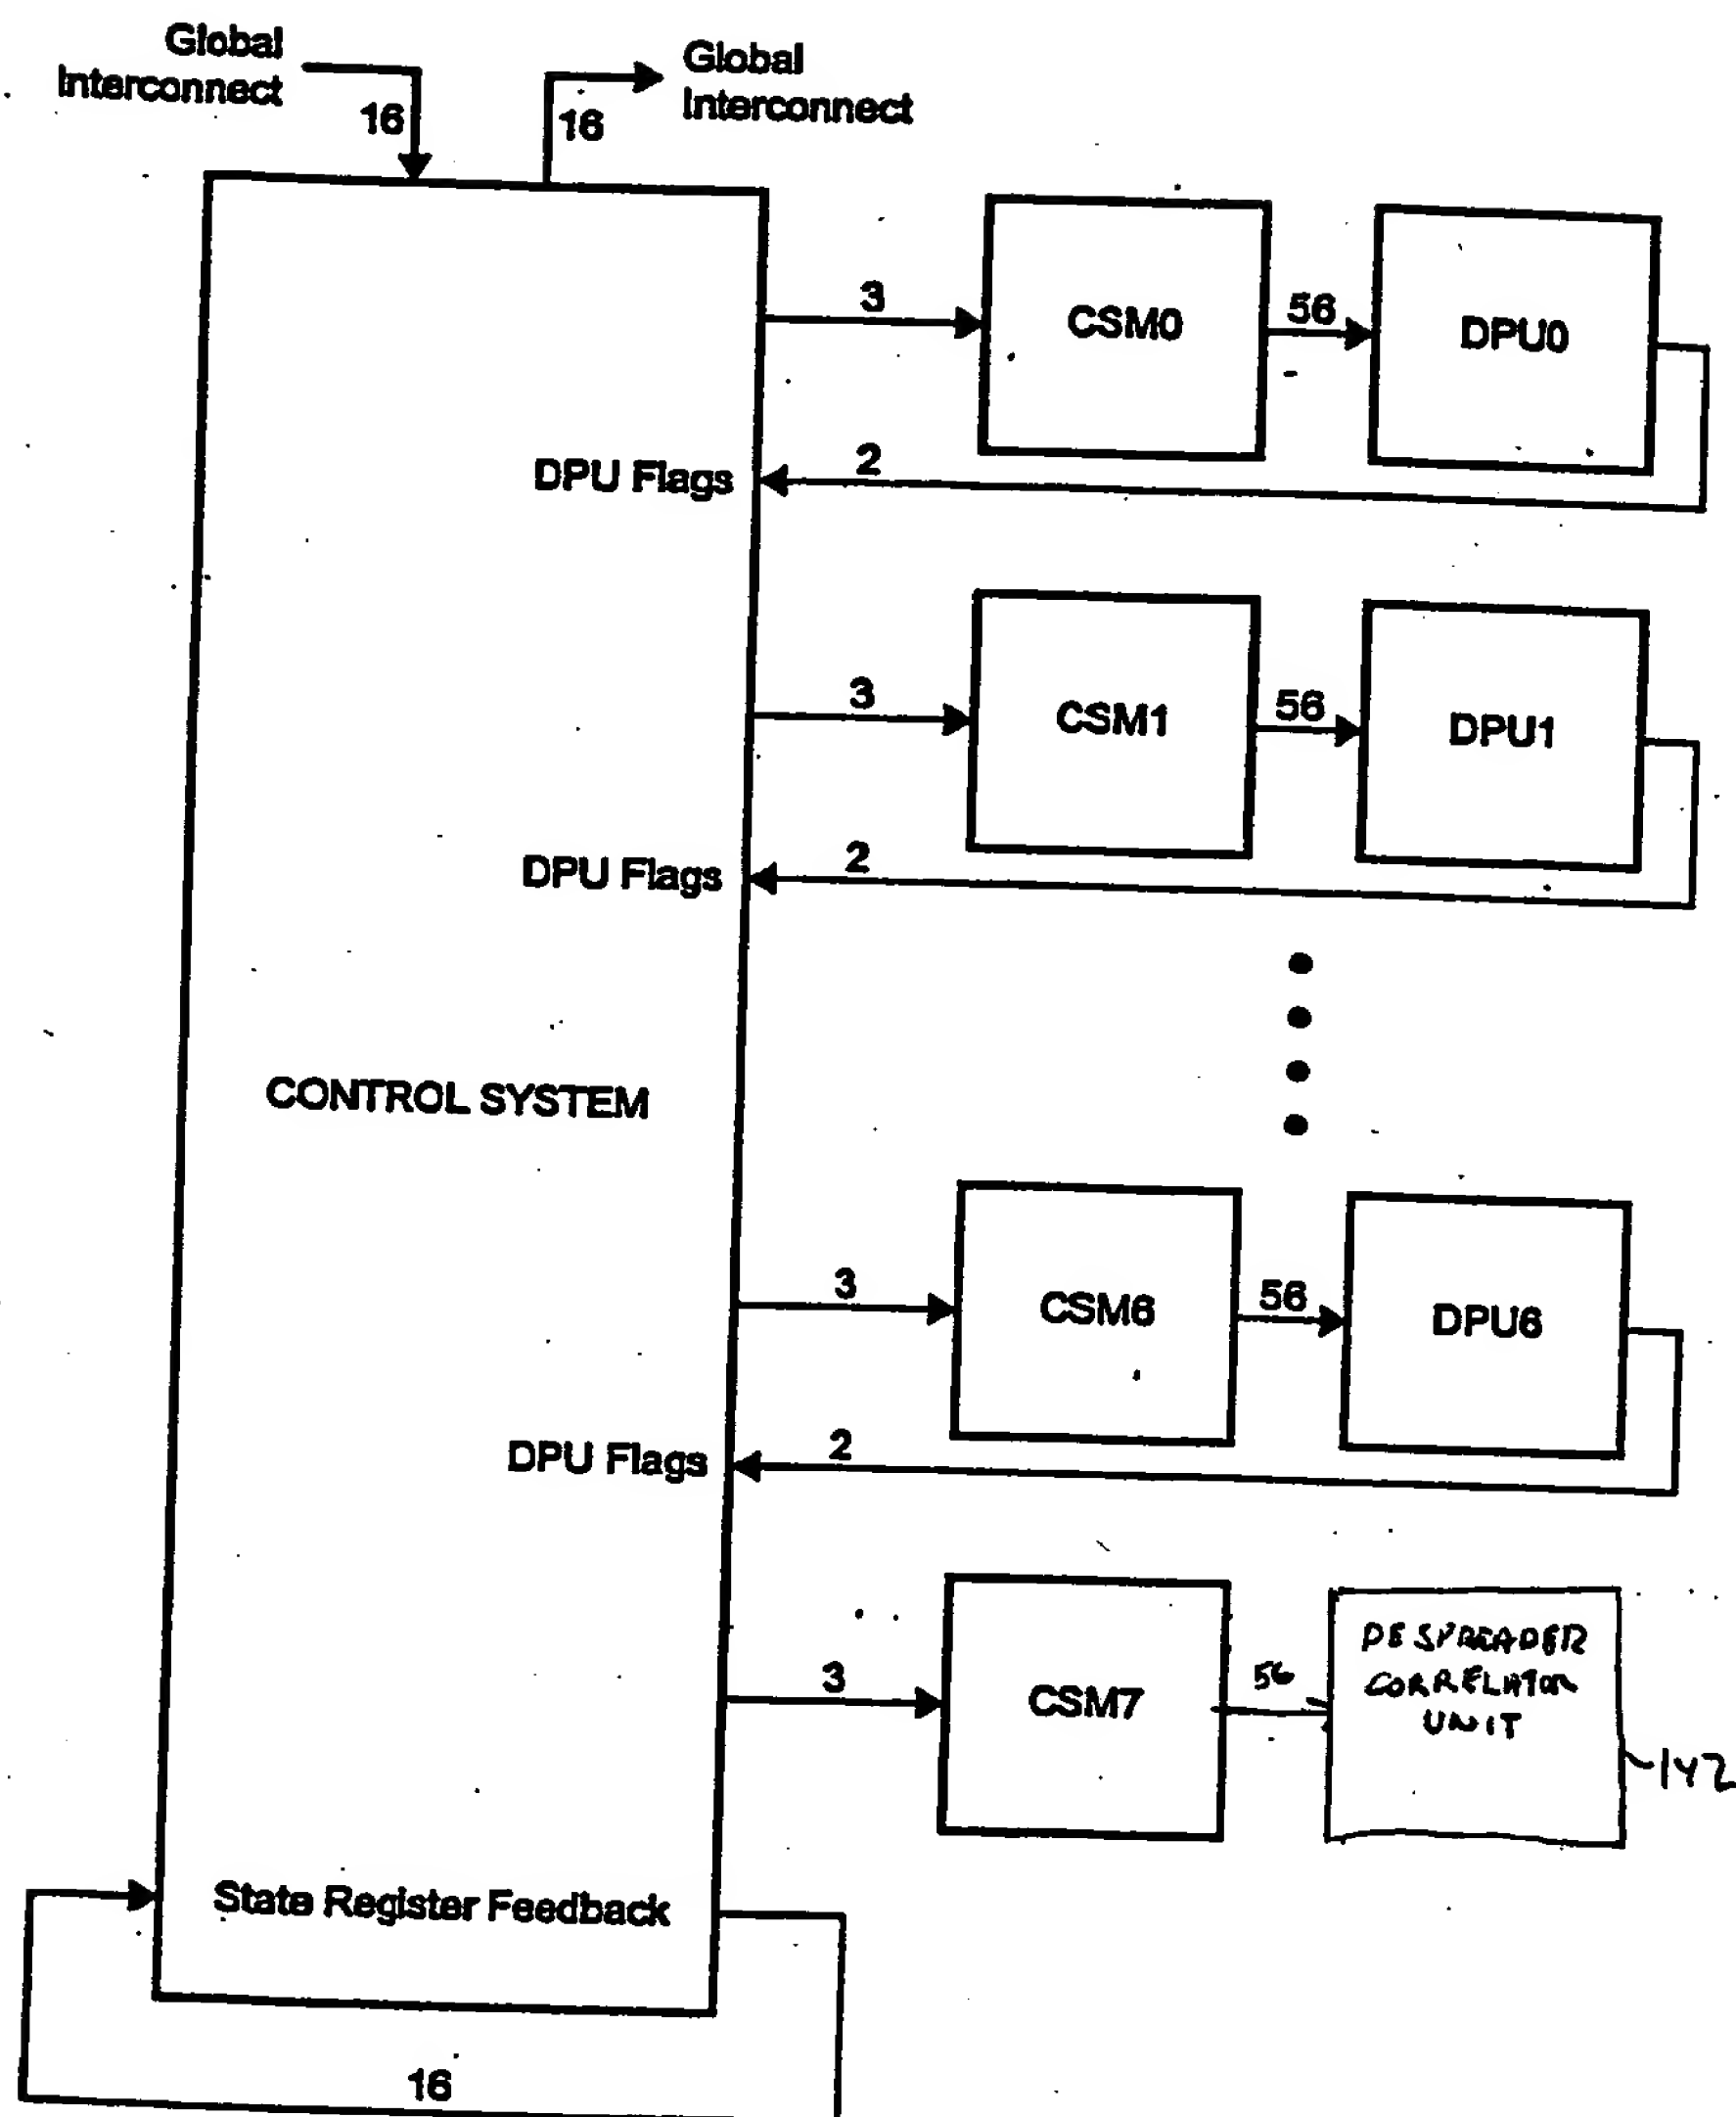 Global
Interconnect
16
Global
Interconnect
16
3
CSM0
56
DPU0
DPU Flags
2
3
CSM1
56
DPU1
DPU Flags
2
CONTROL SYSTEM
3
CSM6
56
DPU6
DPU Flags
2
3
CSM7
56
DESPREADER
CORRELATOR
UNIT
142
State Register Feedback
16